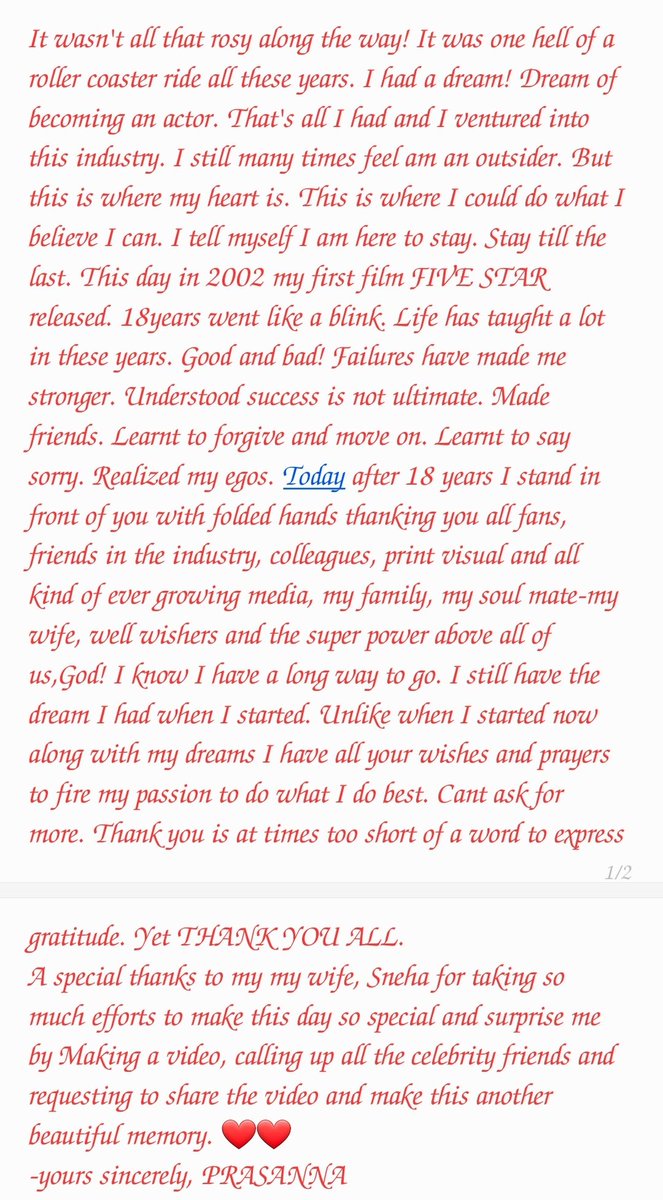 It wasn't all that rosy along the way! It was one hell of a
roller coaster ride all these years. I had a dream! Dream of
becoming an actor. That's all I had and I ventured into
this industry. I still many times feel am an outsider. But
this is where my heart is. This is where I could do what I
believe I can. I tell myself I am here to stay. Stay till the
last. This day in 2002 my first film FIVE STAR
released. 18years went like a blink. Life has taught a lot
in these years. Good and bad! Failures have made me
stronger. Understood success is not ultimate. Made
friends. Learnt to forgive and move on. Learnt to say
sorry. Realized my egos. Today after 18 years I stand in
front of you with folded hands thanking you all fans,
friends in the industry, colleagues, print visual and all
kind of ever growing media, my family, my soul mate-my
wife, well wishers and the super power above all of
us,God! I know I have a long way to go. I still have the
dream I had when I started. Unlike when I started now
along with my dreams I have all your wishes and prayers
to fire my passion to do what I do best. Cant ask for
more. Thank you is at times too short of a word to express
1/2
gratitude. Yet THANK YOU ALL.
A special thanks to my my wife, Sneha for taking so
much efforts to make this day so special and surprise me
by Making a video, calling up all the celebrity friends and
requesting to share the video and make this another
beautiful memory. ❤️❤️
-yours sincerely, PRASANNA